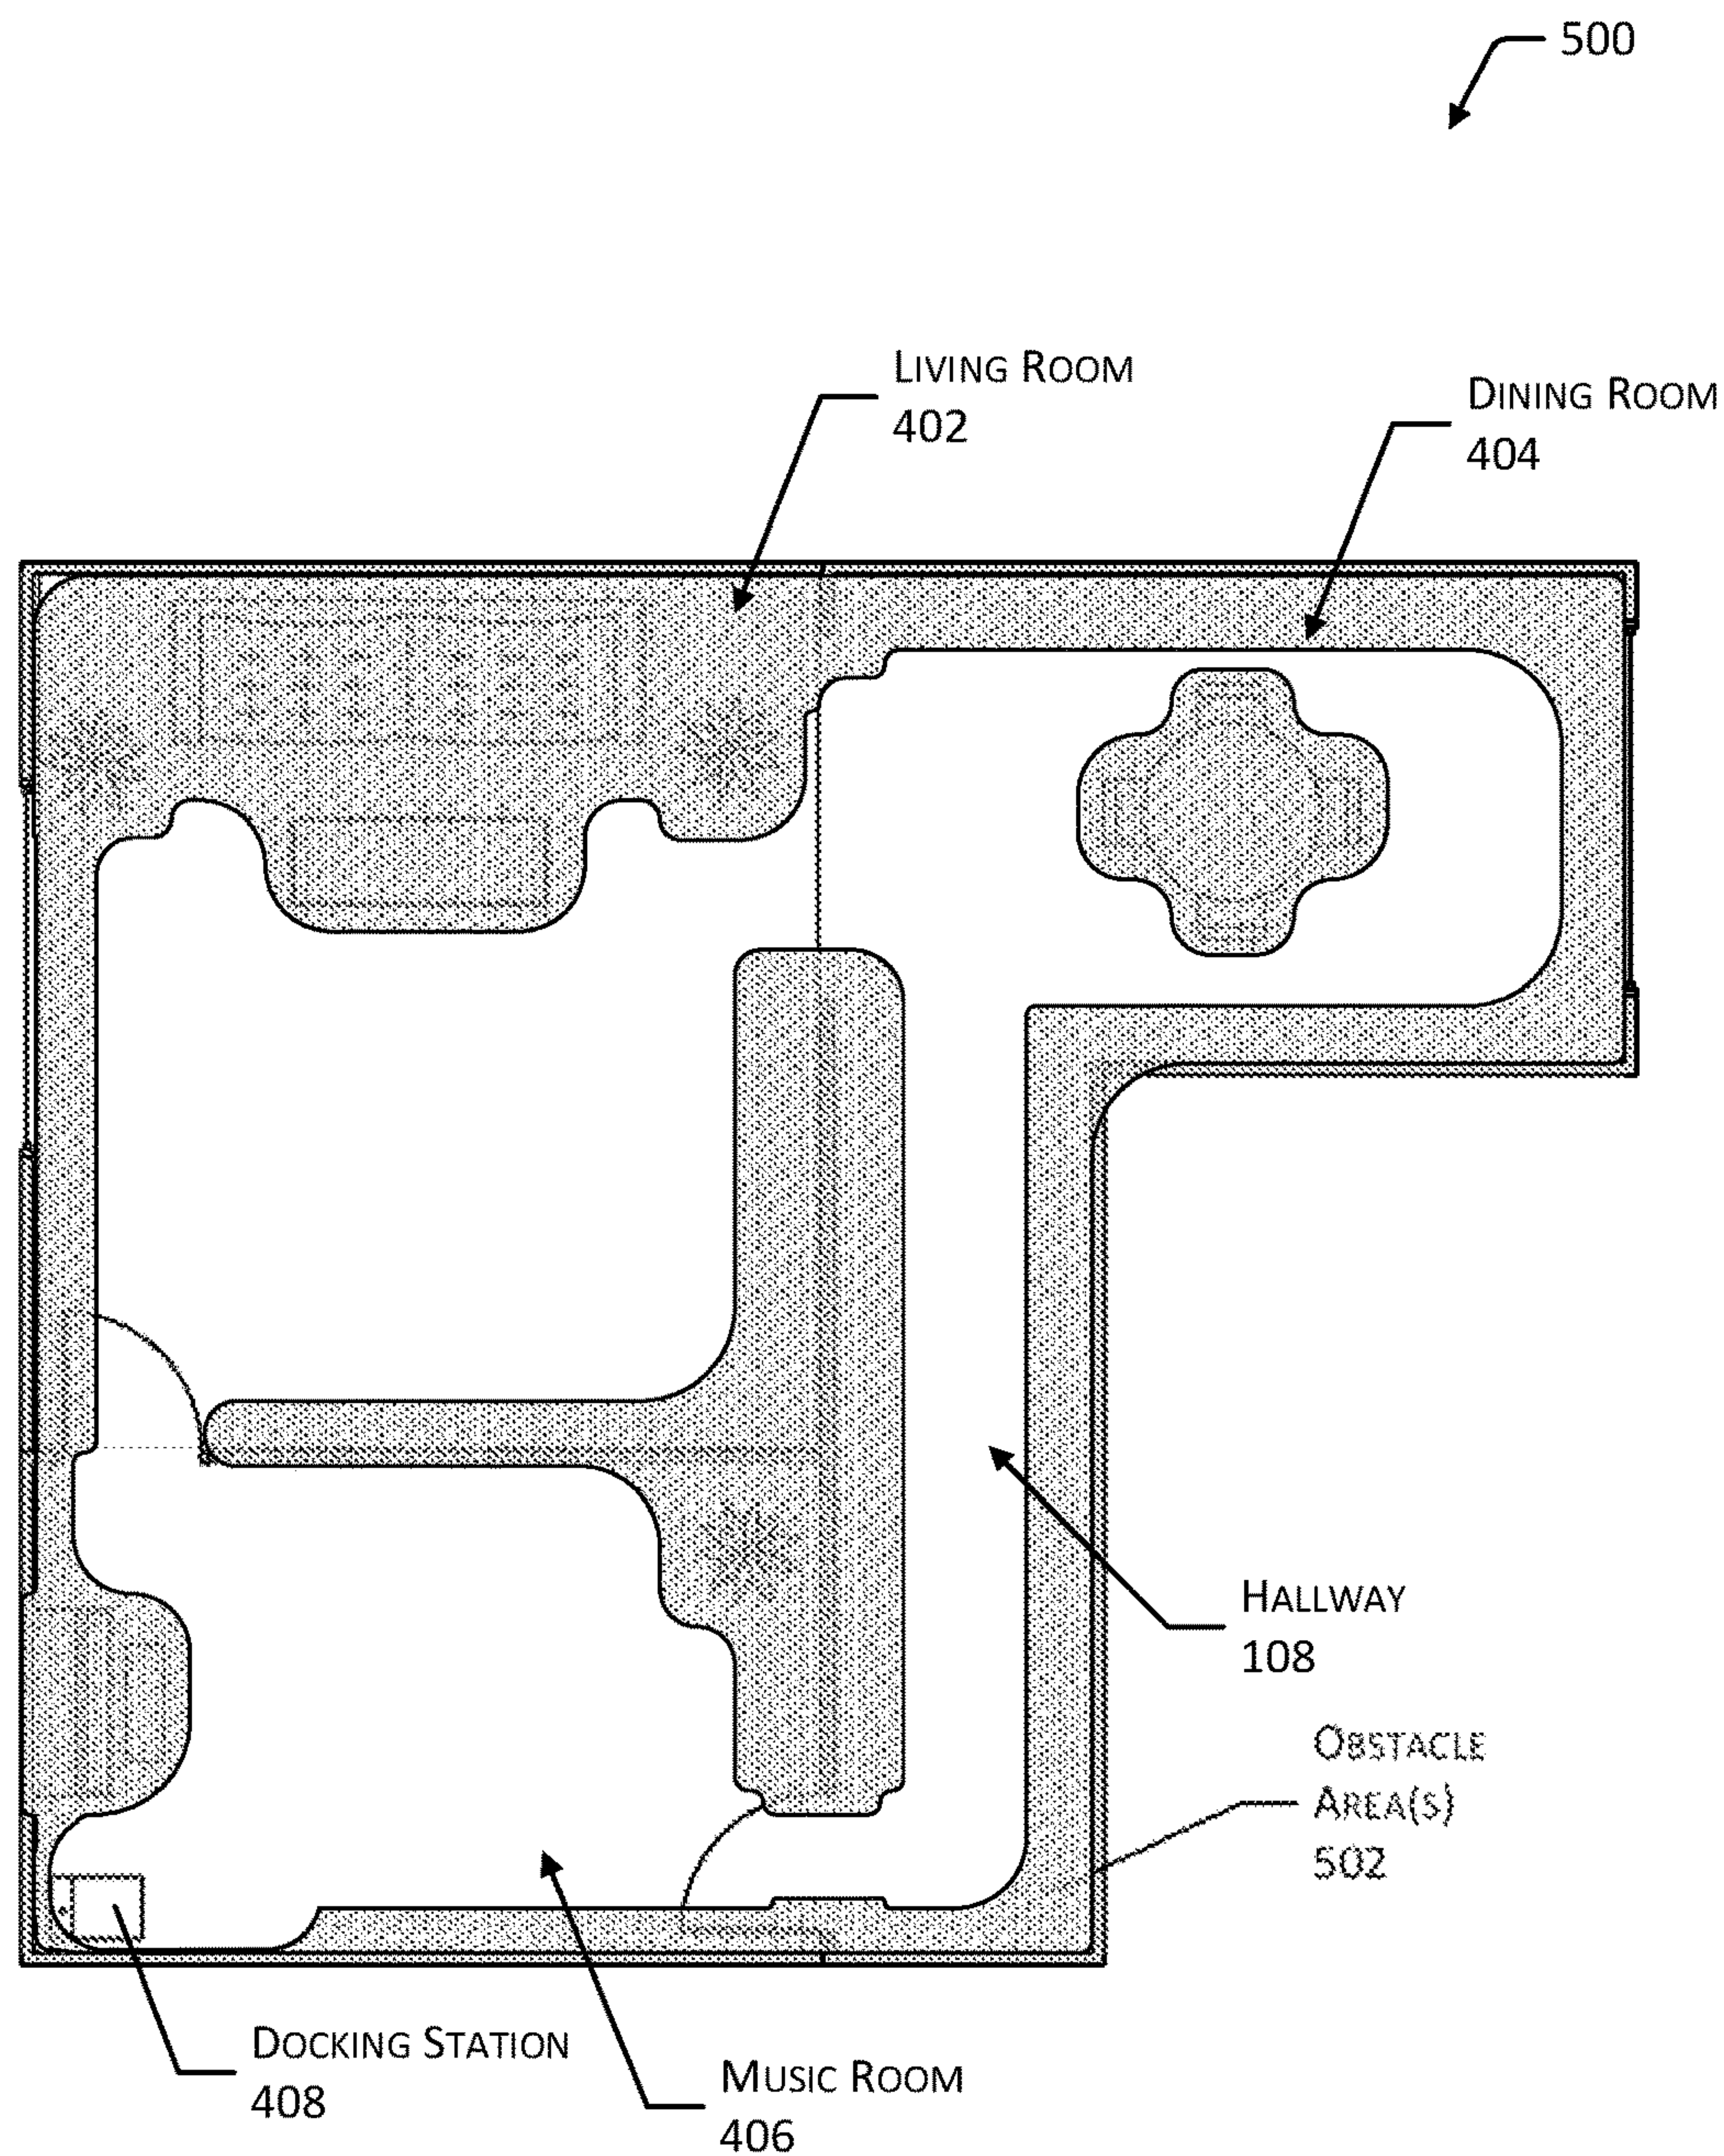 500
LIVING ROOM
402
DINING ROOM
404
HALLWAY
108
OBSTACLE
AREA(S)
502
DOCKING STATION
408
MUSIC ROOM
406